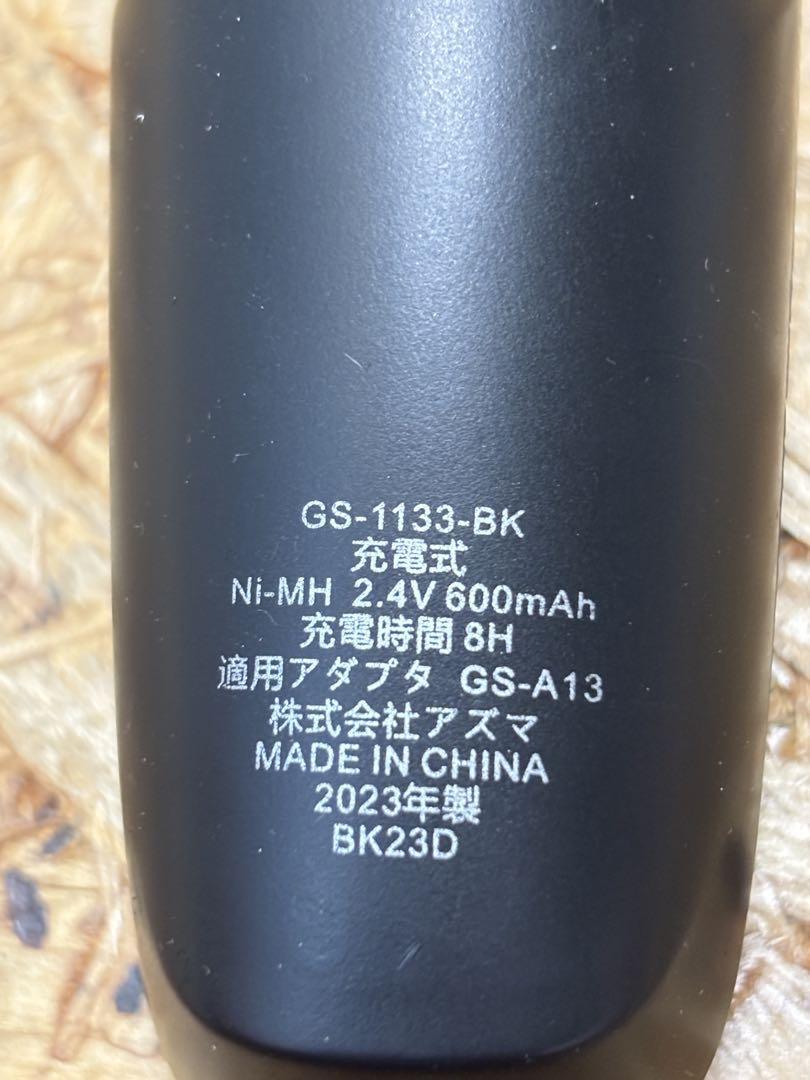 GS-1133-BK
充電式
Ni-MH 2.4V 600mAh
充電時間 8H
適用アダプタ GS-A13
株式会社アズマ
MADE IN CHINA
2023年製
BK23D